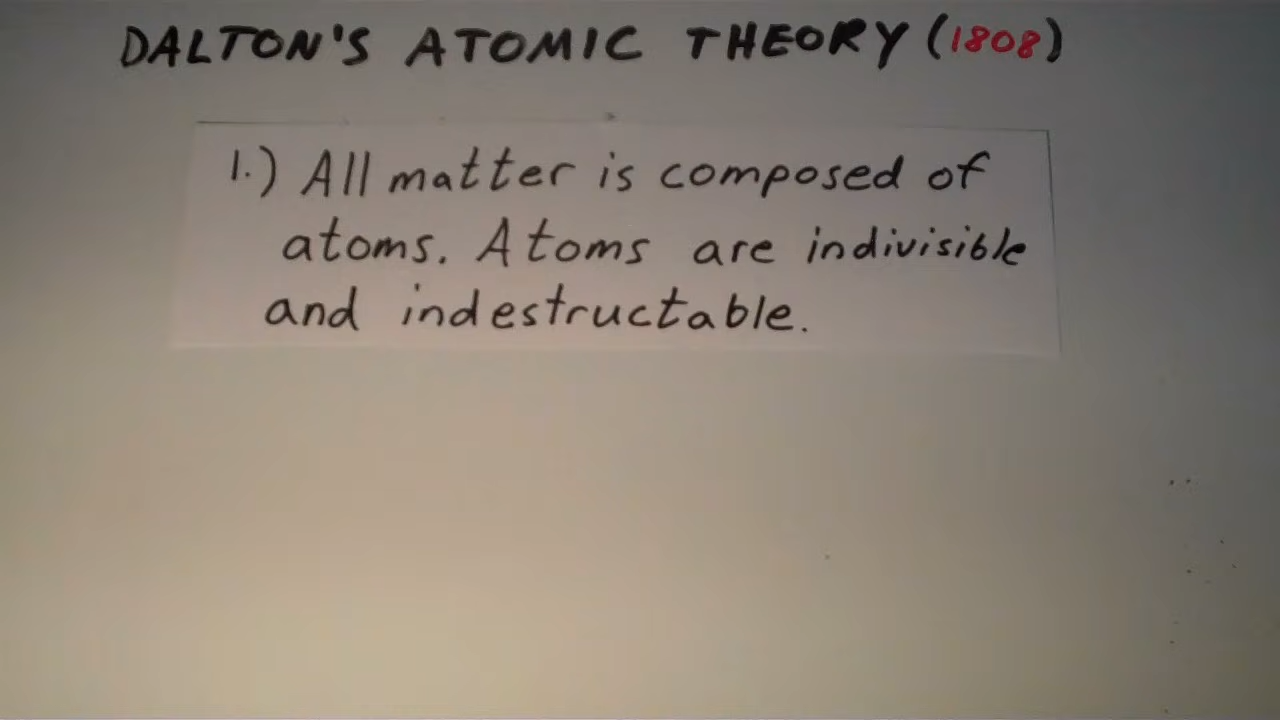 DALTON'S ATOMIC THEORY (1808)
1.) All matter is composed of
atoms. Atoms are indivisible
and indestructable.